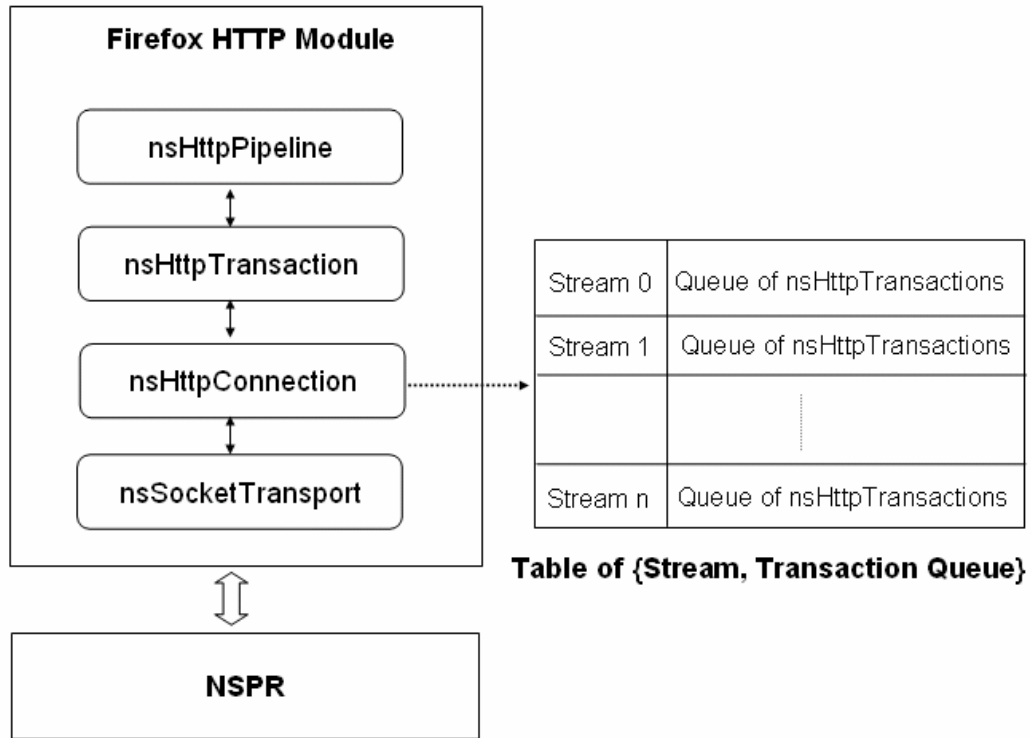 Firefox HTTP Module
nsHttpPipeline
nsHttpTransaction
nsHttpConnection
nsSocketTransport
NSPR
Stream 0 Queue of nsHttpTransactions
Stream 1 Queue of nsHttpTransactions
Stream n Queue of nsHttpTransactions
Table of {Stream, Transaction Queue}